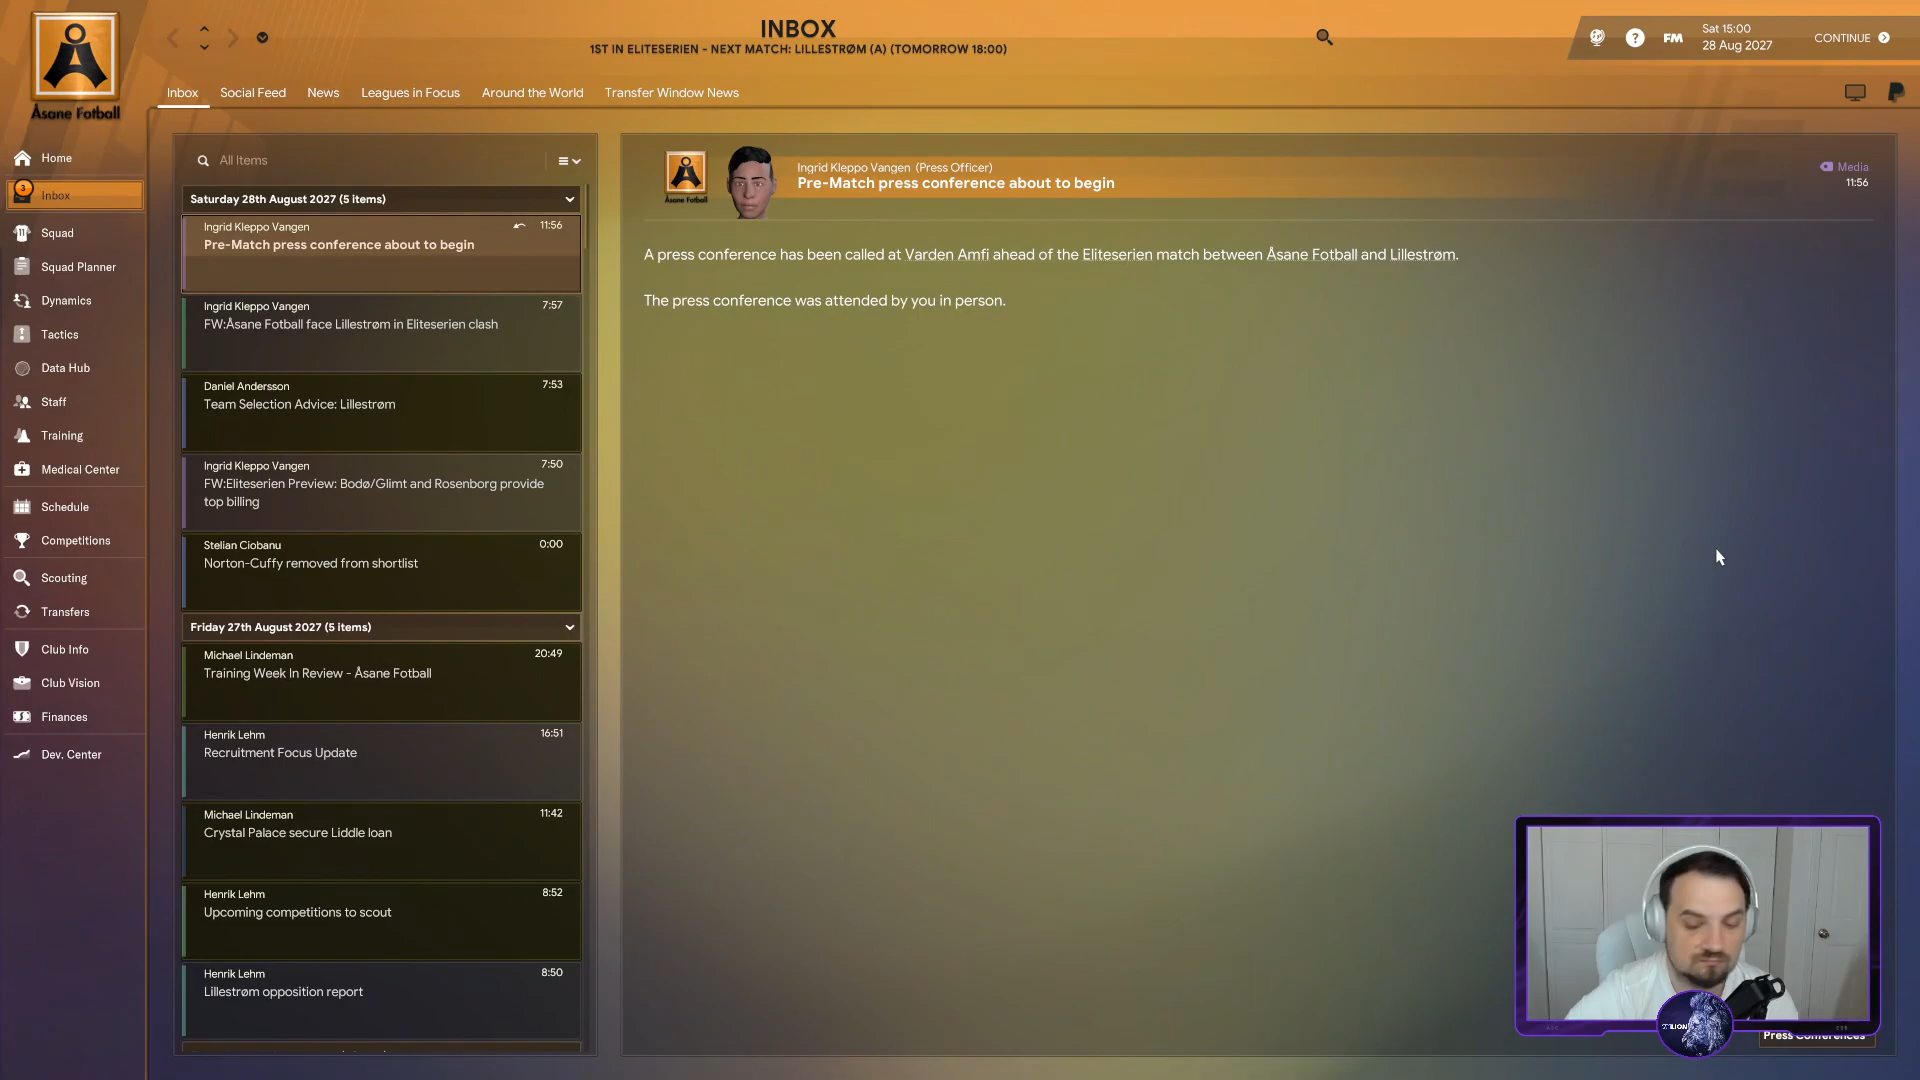 INBOX
1ST IN ELITESERIEN - NEXT MATCH: LILLESTRØM (A) (TOMORROW 18:00)
FM
Sat 15:00
28 Aug 2027
CONTINUE
Åsane Fotball
Inbox
Social Feed
News
Leagues in Focus
Around the World
Transfer Window News
Home
3
Inbox
Squad
Squad Planner
Dynamics
Tactics
Data Hub
Staff
Training
Medical Center
Schedule
Competitions
Scouting
Transfers
Club Info
Club Vision
Finances
Dev. Center
All Items
Saturday 28th August 2027 (5 items)
Ingrid Kleppo Vangen 11:56
Pre-Match press conference about to begin
Ingrid Kleppo Vangen 7:57
FW:Åsane Fotball face Lillestrøm in Eliteserien clash
Daniel Andersson 7:53
Team Selection Advice: Lillestrøm
Ingrid Kleppo Vangen 7:50
FW:Eliteserien Preview: Bodø/Glimt and Rosenborg provide
top billing
Stelian Ciobanu 0:00
Norton-Cuffy removed from shortlist
Friday 27th August 2027 (5 items)
Michael Lindeman 20:49
Training Week In Review - Åsane Fotball
Henrik Lehm 16:51
Recruitment Focus Update
Michael Lindeman 11:42
Crystal Palace secure Liddle loan
Henrik Lehm 8:52
Upcoming competitions to scout
Henrik Lehm 8:50
Lillestrøm opposition report
Åsane Fotball
Ingrid Kleppo Vangen (Press Officer)
Pre-Match press conference about to begin
Media
11:56
A press conference has been called at Varden Amfi ahead of the Eliteserien match between Åsane Fotball and Lillestrøm.
The press conference was attended by you in person.
Press Conferences